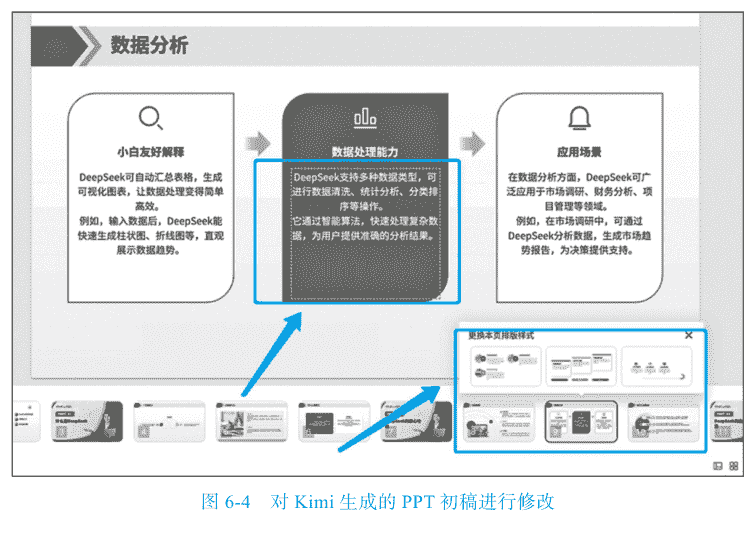 数据分析
小白友好解释
DeepSeek可自动汇总表格，生成
可视化图表，让数据处理变得简单
高效。
例如，输入数据后，DeepSeek能
快速生成柱状图、折线图等，直观
展示数据趋势。
数据处理能力
DeepSeek支持多种数据类型，可
进行数据清洗、统计分析、分类排
序等操作。
它通过智能算法，快速处理复杂数
据，为用户提供准确的分析结果。
应用场景
在数据分析方面，DeepSeek可广
泛应用于市场调研、财务分析、项
目管理等领域。
例如，在市场调研中，可通过
DeepSeek分析数据，生成市场趋
势报告，为决策提供支持。
更换本页排版样式
图 6-4 对 Kimi 生成的 PPT 初稿进行修改